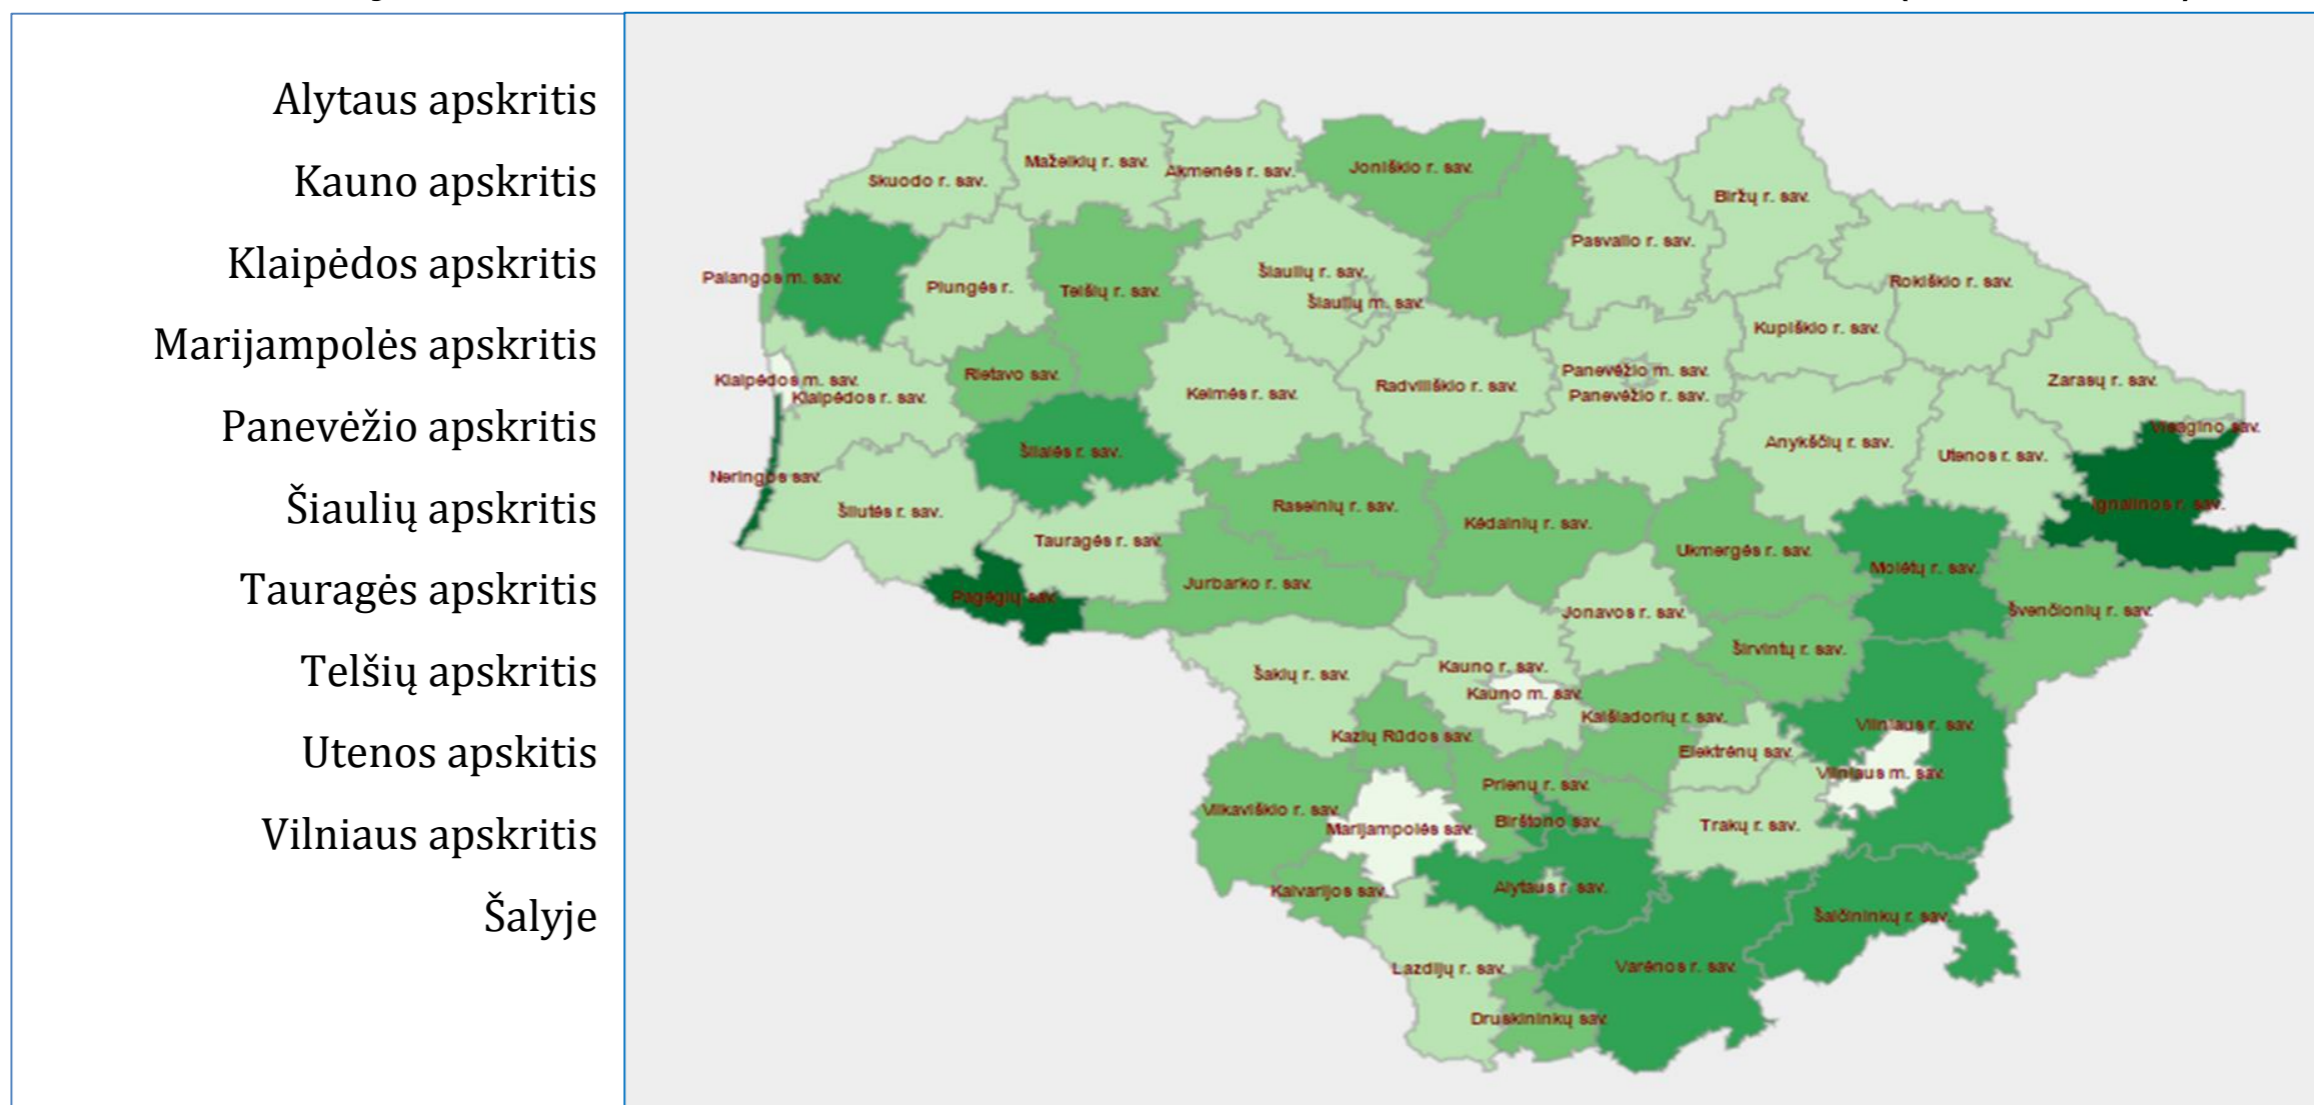 Alytaus apskritis
Kauno apskritis
Klaipėdos apskritis
Marijampolės apskritis
Panevėžio apskritis
Šiaulių apskritis
Tauragės apskritis
Telšių apskritis
Utenos apskitis
Vilniaus apskritis
Šalyje
Skuodo r. sav.
Mažeikių r. sav.
Akmenės r. sav.
Joniškio r. sav.
Biržų r. sav.
Pasvalio r. sav.
Palangos m. sav.
Plungės r.
Telšių r. sav.
Šiaulių r. sav.
Šiaulių m. sav.
Rokiškio r. sav.
Kupiškio r. sav.
Klaipėdos m. sav.
Klaipėdos r. sav.
Rietavo sav.
Kelmės r. sav.
Radviliškio r. sav.
Panevėžio m. sav.
Panevėžio r. sav.
Zarasų r. sav.
Visagino sav.
Neringos sav.
Šilalės r. sav.
Anykščių r. sav.
Utenos r. sav.
Šilutės r. sav.
Tauragės r. sav.
Raseinių r. sav.
Kėdainių r. sav.
Ukmergės r. sav.
Ignalinos r. sav.
Molėtų r. sav.
Pagėgių sav.
Jurbarko r. sav.
Jonavos r. sav.
Švenčionių r. sav.
Širvintų r. sav.
Šakių r. sav.
Kauno r. sav.
Kauno m. sav.
Kaišiadorių r. sav.
Vilniaus r. sav.
Kazlų Rūdos sav.
Elektrėnų sav.
Vilniaus m. sav.
Prienų r. sav.
Vilkaviškio r. sav.
Marijampolės sav.
Birštono sav.
Trakų r. sav.
Kalvarijos sav.
Alytaus r. sav.
Šalčininkų r. sav.
Lazdijų r. sav.
Varėnos r. sav.
Druskininkų sav.